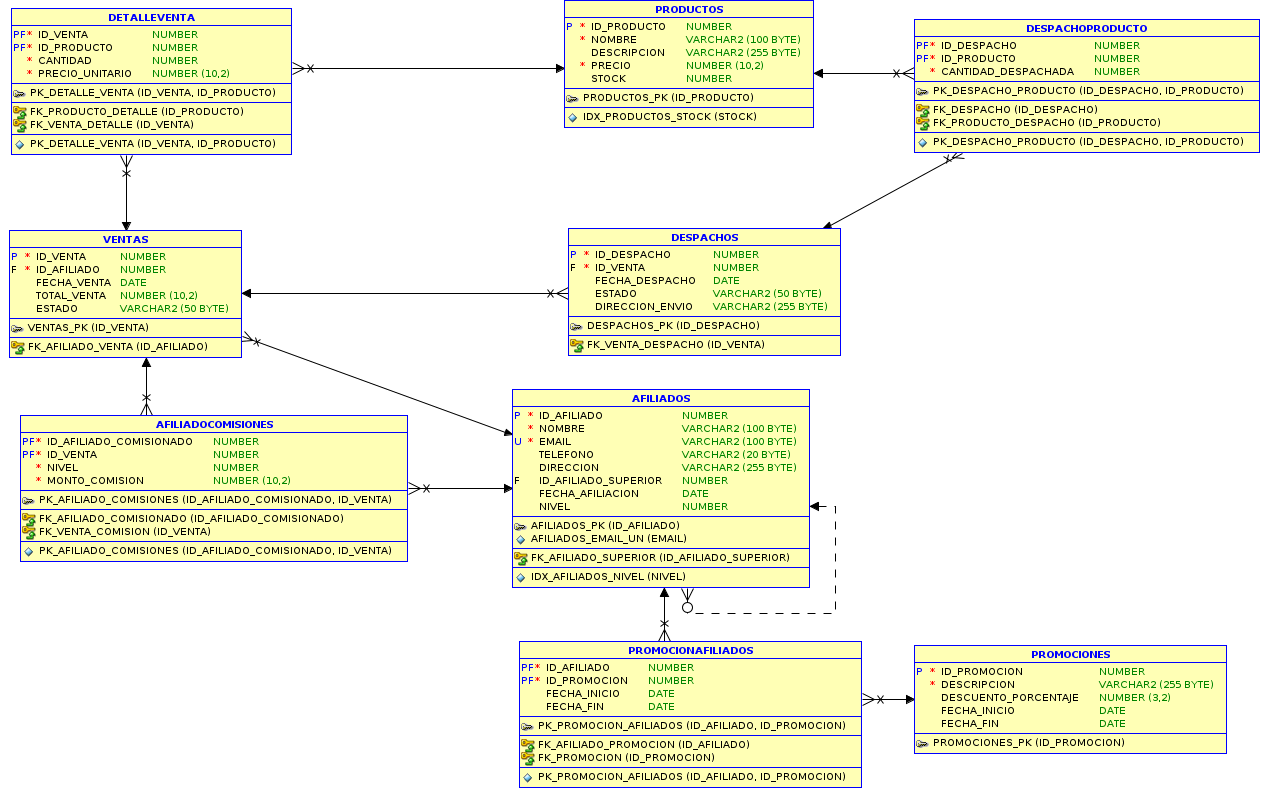 DETALLEVENTA
PF* ID_VENTA NUMBER
PF* ID_PRODUCTO NUMBER
* CANTIDAD NUMBER
* PRECIO_UNITARIO NUMBER (10,2)
PK_DETALLE_VENTA (ID_VENTA, ID_PRODUCTO)
FK_PRODUCTO_DETALLE (ID_PRODUCTO)
FK_VENTA_DETALLE (ID_VENTA)
PK_DETALLE_VENTA (ID_VENTA, ID_PRODUCTO)
PRODUCTOS
P * ID_PRODUCTO NUMBER
* NOMBRE VARCHAR2 (100 BYTE)
DESCRIPCION VARCHAR2 (255 BYTE)
* PRECIO NUMBER (10,2)
STOCK NUMBER
PRODUCTOS_PK (ID_PRODUCTO)
IDX_PRODUCTOS_STOCK (STOCK)
DESPACHOPRODUCTO
PF* ID_DESPACHO NUMBER
PF* ID_PRODUCTO NUMBER
* CANTIDAD_DESPACHADA NUMBER
PK_DESPACHO_PRODUCTO (ID_DESPACHO, ID_PRODUCTO)
FK_DESPACHO (ID_DESPACHO)
FK_PRODUCTO_DESPACHO (ID_PRODUCTO)
PK_DESPACHO_PRODUCTO (ID_DESPACHO, ID_PRODUCTO)
VENTAS
P * ID_VENTA NUMBER
F * ID_AFILIADO NUMBER
FECHA_VENTA DATE
TOTAL_VENTA NUMBER (10,2)
ESTADO VARCHAR2 (50 BYTE)
VENTAS_PK (ID_VENTA)
FK_AFILIADO_VENTA (ID_AFILIADO)
DESPACHOS
P * ID_DESPACHO NUMBER
F * ID_VENTA NUMBER
FECHA_DESPACHO DATE
ESTADO VARCHAR2 (50 BYTE)
DIRECCION_ENVIO VARCHAR2 (255 BYTE)
DESPACHOS_PK (ID_DESPACHO)
FK_VENTA_DESPACHO (ID_VENTA)
AFILIADOCOMISIONES
PF* ID_AFILIADO_COMISIONADO NUMBER
PF* ID_VENTA NUMBER
* NIVEL NUMBER
* MONTO_COMISION NUMBER (10,2)
PK_AFILIADO_COMISIONES (ID_AFILIADO_COMISIONADO, ID_VENTA)
FK_AFILIADO_COMISIONADO (ID_AFILIADO_COMISIONADO)
FK_VENTA_COMISION (ID_VENTA)
PK_AFILIADO_COMISIONES (ID_AFILIADO_COMISIONADO, ID_VENTA)
AFILIADOS
P * ID_AFILIADO NUMBER
* NOMBRE VARCHAR2 (100 BYTE)
U * EMAIL VARCHAR2 (100 BYTE)
TELEFONO VARCHAR2 (20 BYTE)
DIRECCION VARCHAR2 (255 BYTE)
F ID_AFILIADO_SUPERIOR NUMBER
FECHA_AFILIACION DATE
NIVEL NUMBER
AFILIADOS_PK (ID_AFILIADO)
AFILIADOS_EMAIL_UN (EMAIL)
FK_AFILIADO_SUPERIOR (ID_AFILIADO_SUPERIOR)
IDX_AFILIADOS_NIVEL (NIVEL)
PROMOCIONAFILIADOS
PF* ID_AFILIADO NUMBER
PF* ID_PROMOCION NUMBER
FECHA_INICIO DATE
FECHA_FIN DATE
PK_PROMOCION_AFILIADOS (ID_AFILIADO, ID_PROMOCION)
FK_AFILIADO_PROMOCION (ID_AFILIADO)
FK_PROMOCION (ID_PROMOCION)
PK_PROMOCION_AFILIADOS (ID_AFILIADO, ID_PROMOCION)
PROMOCIONES
P * ID_PROMOCION NUMBER
* DESCRIPCION VARCHAR2 (255 BYTE)
DESCUENTO_PORCENTAJE NUMBER (3,2)
FECHA_INICIO DATE
FECHA_FIN DATE
PROMOCIONES_PK (ID_PROMOCION)